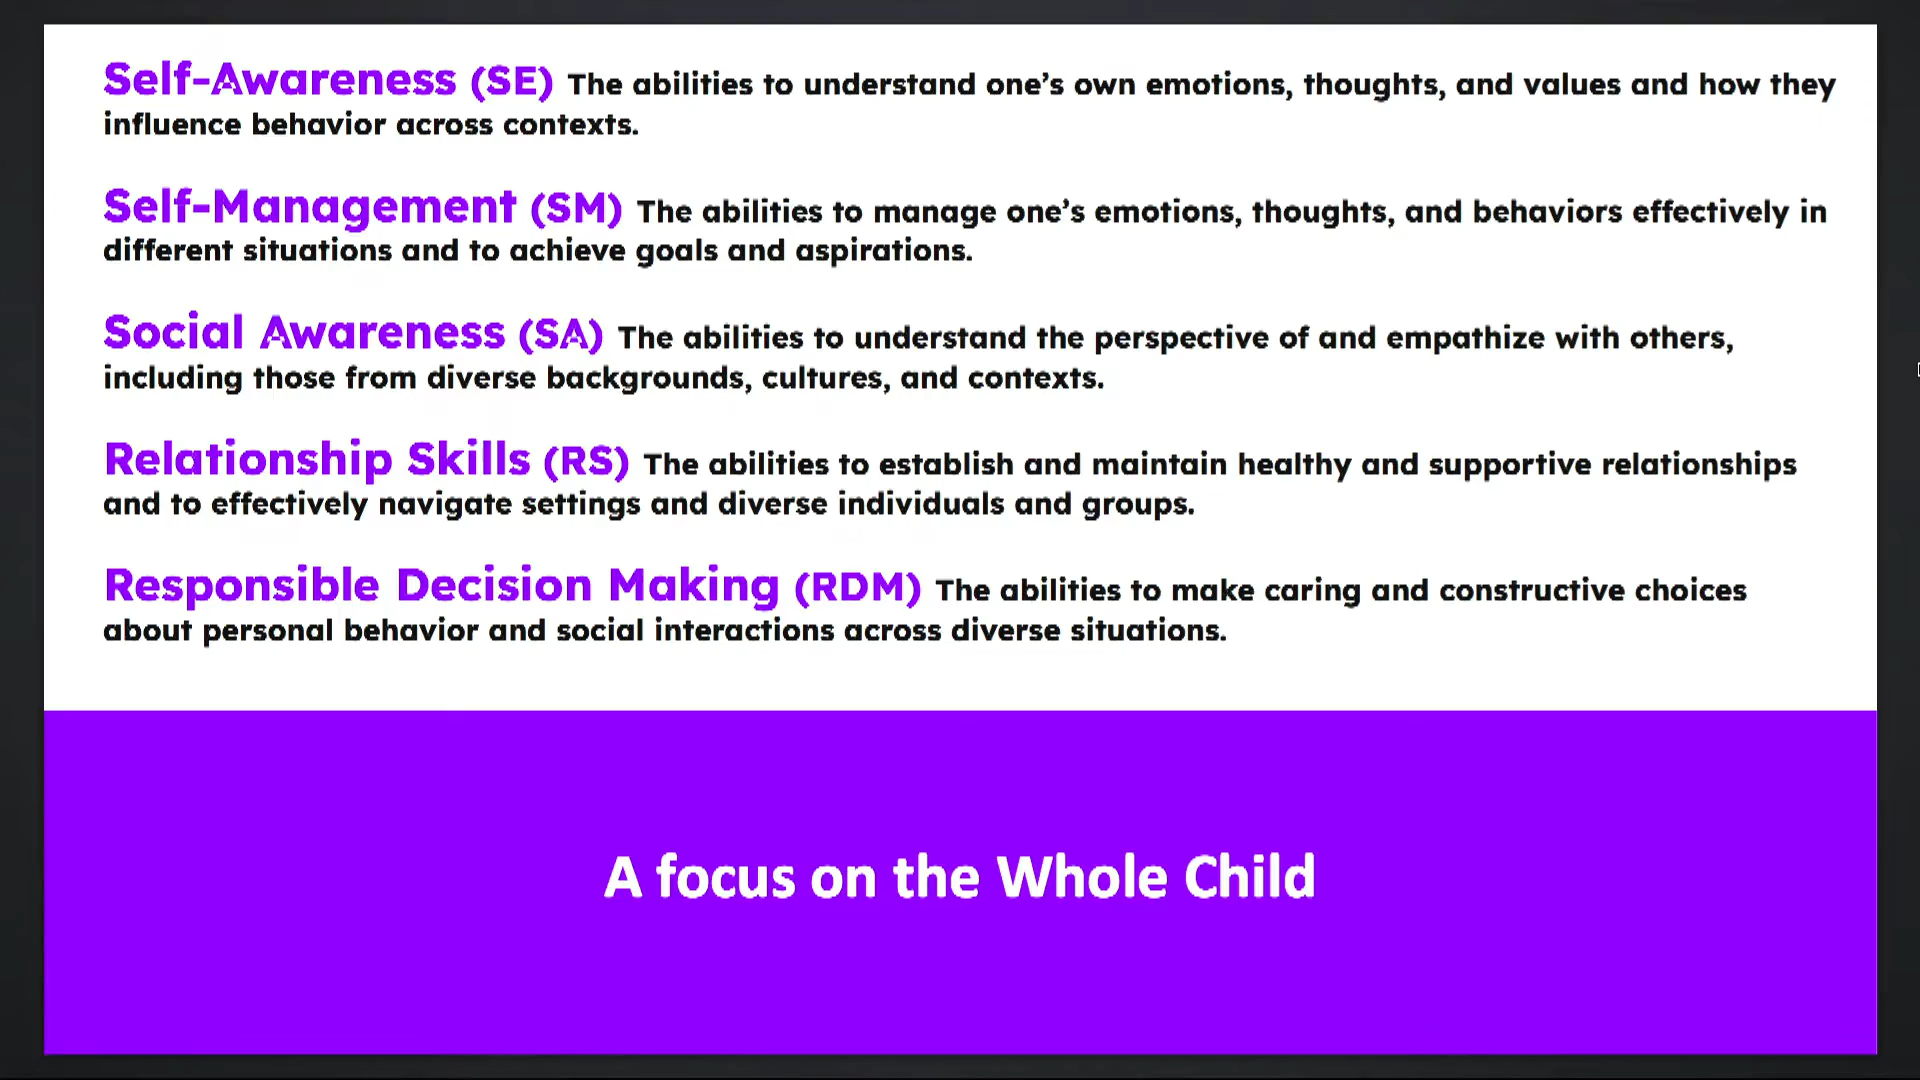 Self-Awareness (SE) The abilities to understand one’s own emotions, thoughts, and values and how they
influence behavior across contexts.
Self-Management (SM) The abilities to manage one’s emotions, thoughts, and behaviors effectively in
different situations and to achieve goals and aspirations.
Social Awareness (SA) The abilities to understand the perspective of and empathize with others,
including those from diverse backgrounds, cultures, and contexts.
Relationship Skills (RS) The abilities to establish and maintain healthy and supportive relationships
and to effectively navigate settings and diverse individuals and groups.
Responsible Decision Making (RDM) The abilities to make caring and constructive choices
about personal behavior and social interactions across diverse situations.
A focus on the Whole Child